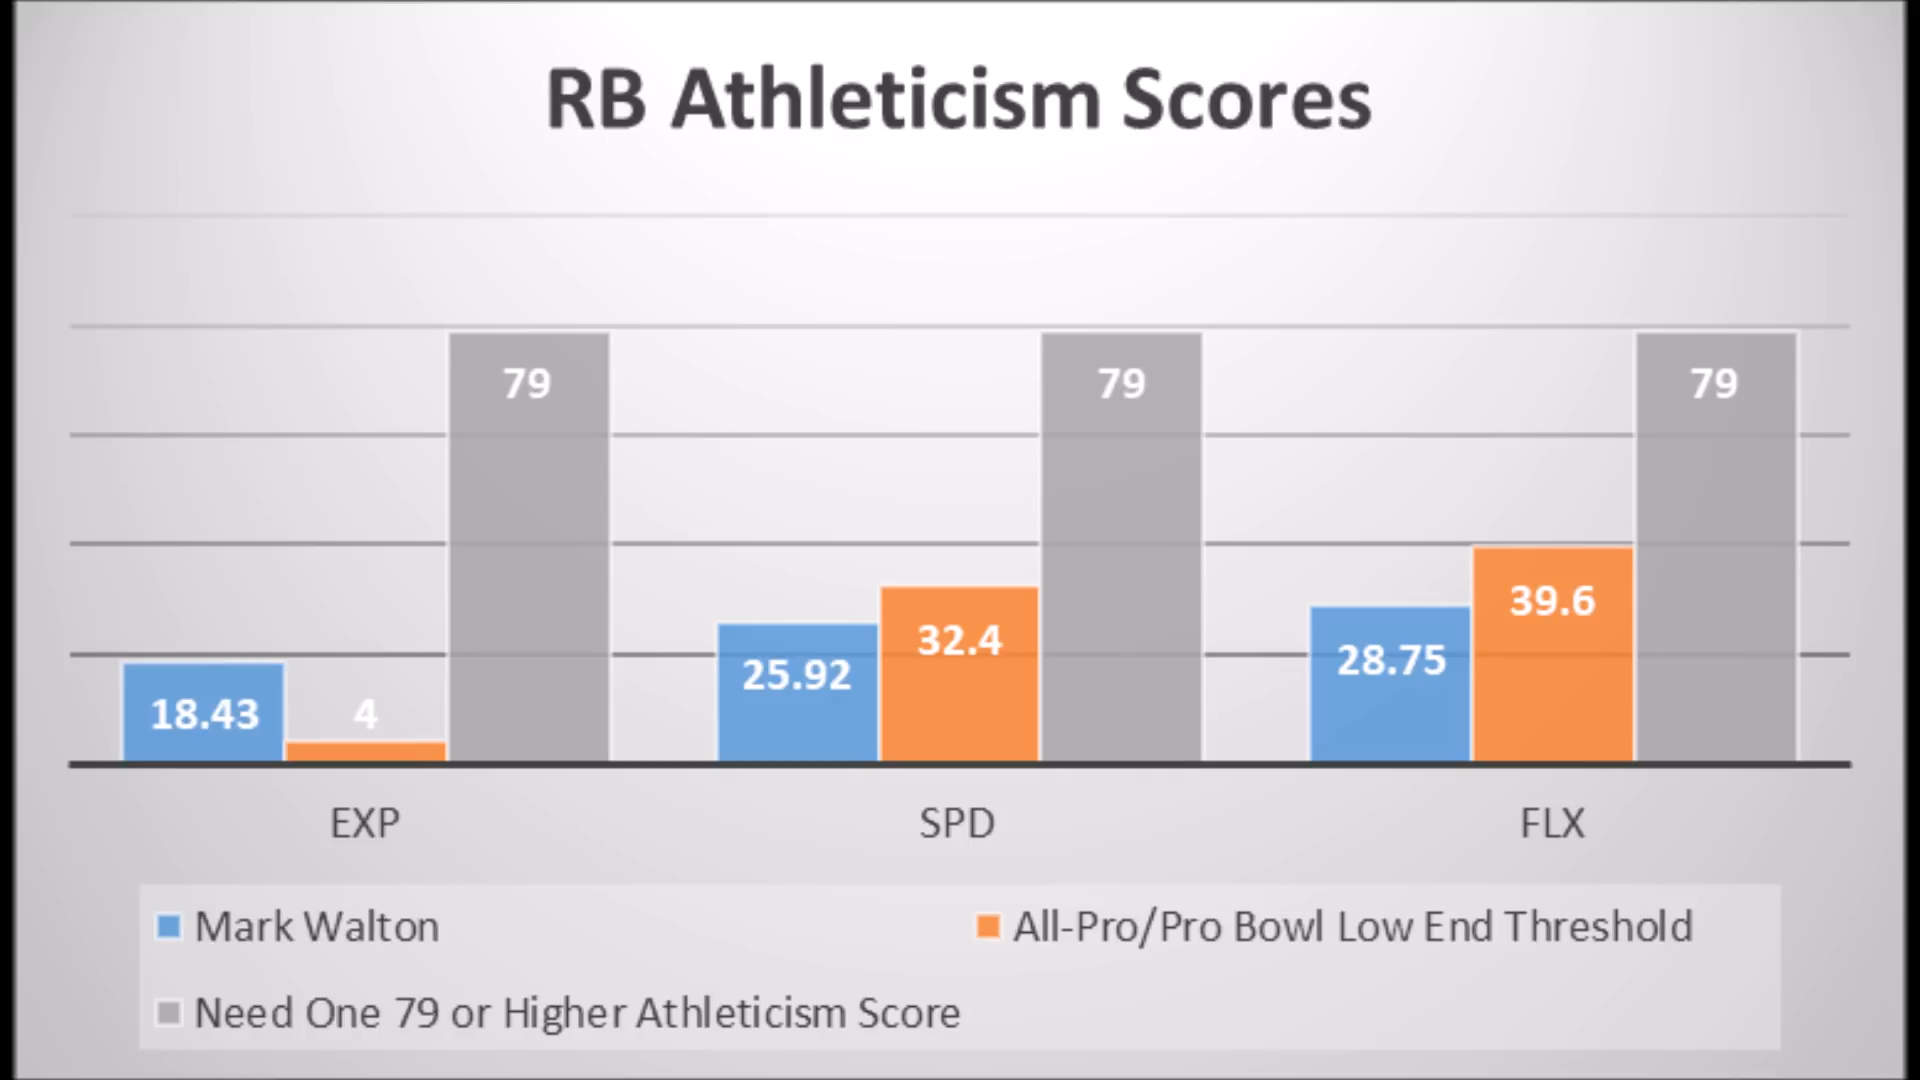 RB Athleticism Scores
79 79 79
39.6
32.4
28.75
25.92
18.43 4
EXP SPD FLX
Mark Walton All-Pro/Pro Bowl Low End Threshold
Need One 79 or Higher Athleticism Score